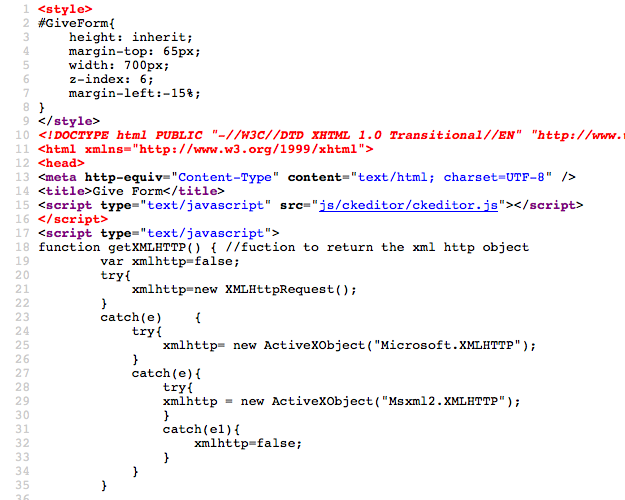 1 <style>
2 #GiveForm{
3 height: inherit;
4 margin-top: 65px;
5 width: 700px;
6 z-index: 6;
7 margin-left:-15%;
8 }
9 </style>
10 <!DOCTYPE html PUBLIC "-//W3C//DTD XHTML 1.0 Transitional//EN" "http://www.
11 <html xmlns="http://www.w3.org/1999/xhtml">
12 <head>
13 <meta http-equiv="Content-Type" content="text/html; charset=UTF-8" />
14 <title>Give Form</title>
15 <script type="text/javascript" src="js/ckeditor/ckeditor.js"></script>
16 </script>
17 <script type="text/javascript">
18 function getXMLHTTP() { //fuction to return the xml http object
19 var xmlhttp=false;
20 try{
21 xmlhttp=new XMLHttpRequest();
22 }
23 catch(e) {
24 try{
25 xmlhttp= new ActiveXObject("Microsoft.XMLHTTP");
26 }
27 catch(e){
28 try{
29 xmlhttp = new ActiveXObject("Msxml2.XMLHTTP");
30 }
31 catch(e1){
32 xmlhttp=false;
33 }
34 }
35 }
36